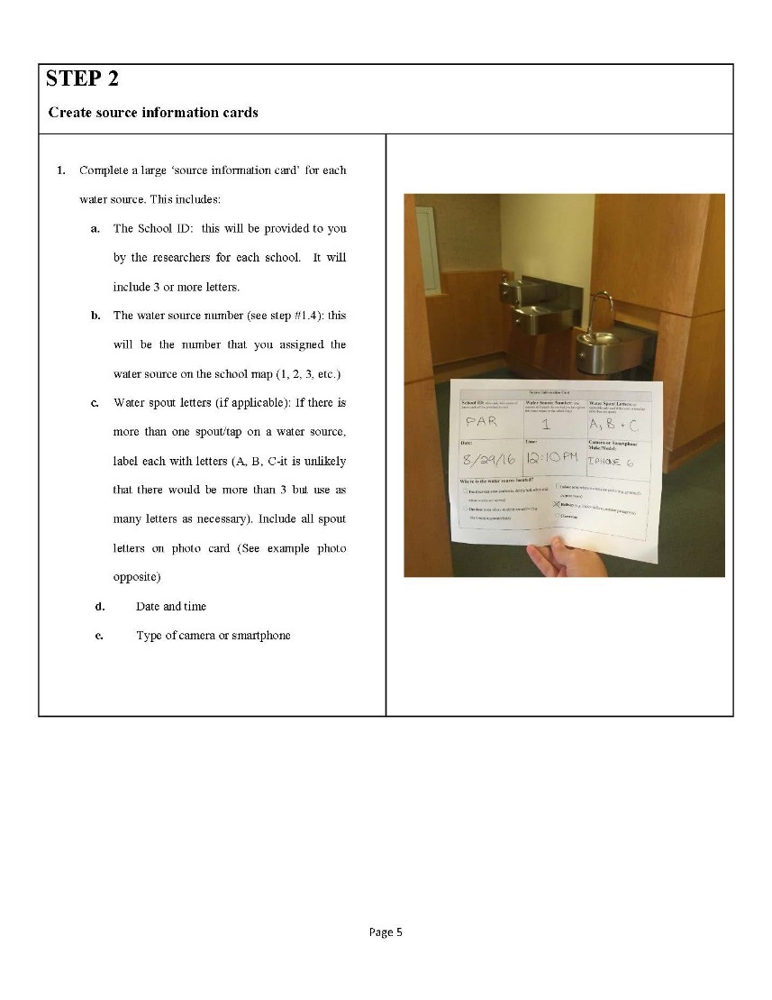 STEP 2
Create source information cards
1. Complete a large ‘source information card’ for each
water source. This includes:
a. The School ID: this will be provided to you
by the researchers for each school. It will
include 3 or more letters.
b. The water source number (see step #1.4): this
will be the number that you assigned the
water source on the school map (1, 2, 3, etc.)
c. Water spout letters (if applicable): If there is
more than one spout/tap on a water source,
label each with letters (A, B, C-it is unlikely
that there would be more than 3 but use as
many letters as necessary). Include all spout
letters on photo card (See example photo
opposite)
d. Date and time
e. Type of camera or smartphone
Source Information Card
School ID:
PAR
Water Source Number:
1
Water Spout Letters:
A, B + C
Date:
8/29/16
Time:
12:10PM
Camera or Smartphone
Make/Model:
IPHONE 6
Where is the water source located?
Page 5